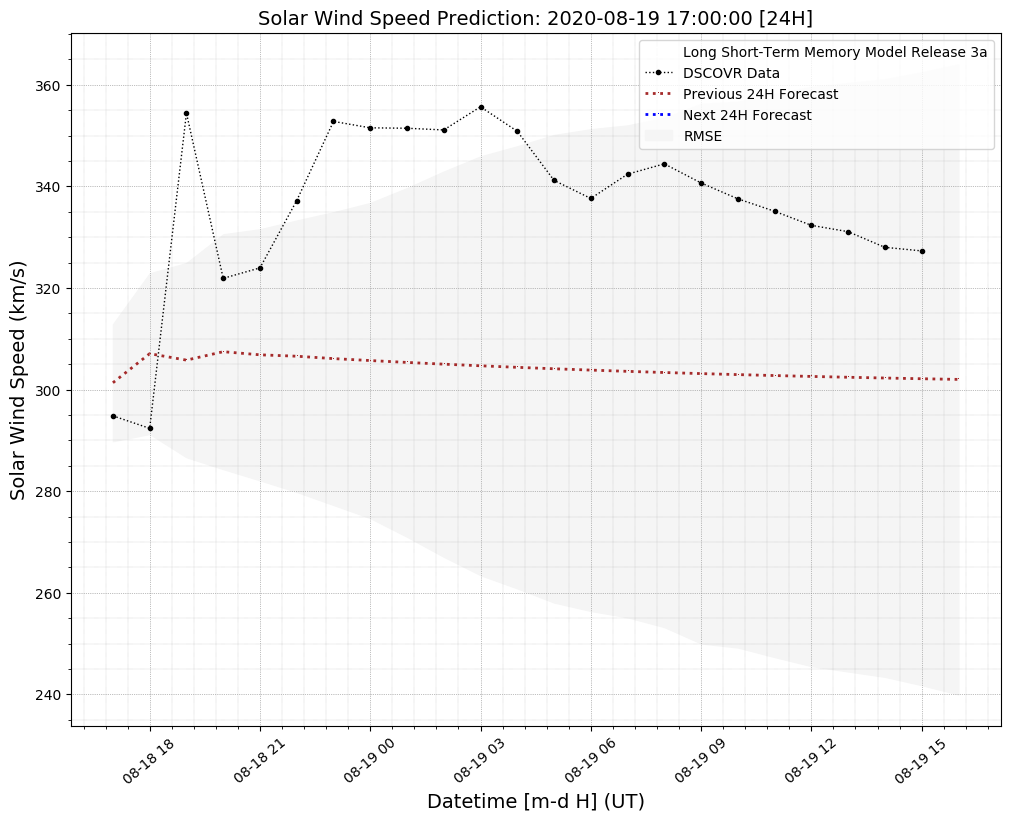 Solar Wind Speed Prediction: 2020-08-19 17:00:00 [24H]
Long Short-Term Memory Model Release 3a
DSCOVR Data
Previous 24H Forecast
Next 24H Forecast
RMSE
Solar Wind Speed (km/s)
360
340
320
300
280
260
240
08-18 18
08-18 21
08-19 00
08-19 03
08-19 06
08-19 09
08-19 12
08-19 15
Datetime [m-d H] (UT)